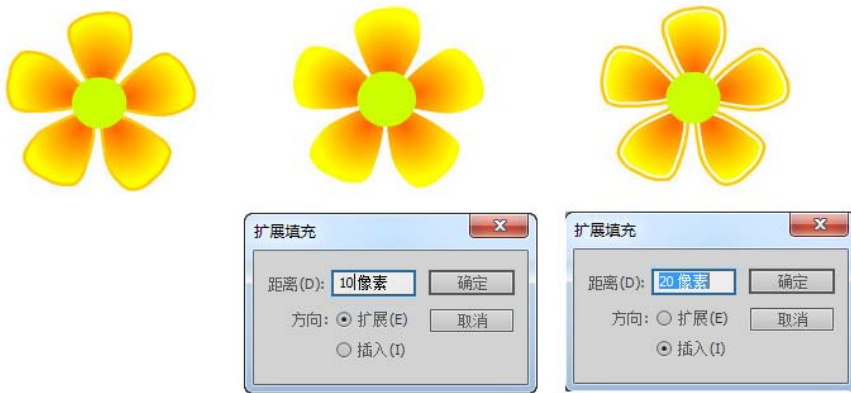 扩展填充
距离(D): 10像素 确定
方向: 扩展(E) 取消
插入(I)
扩展填充
距离(D): 20 像素 确定
方向: 扩展(E) 取消
插入(I)